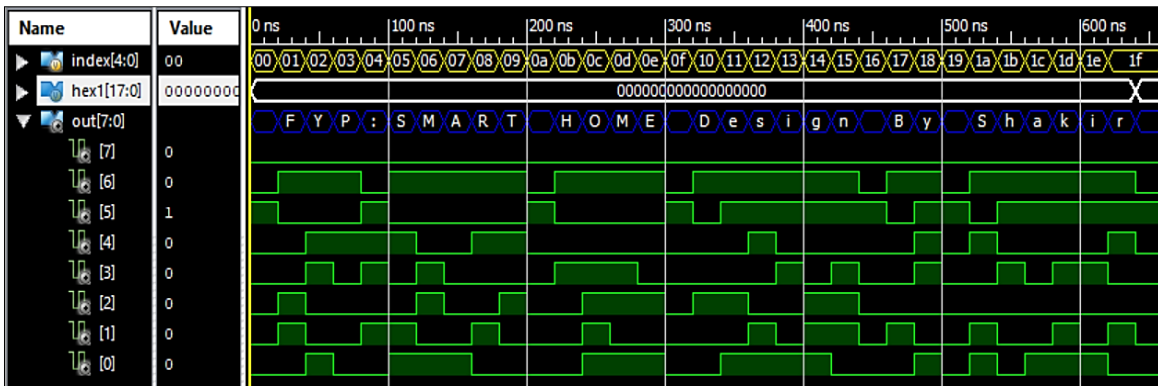 Name Value 0 ns 100 ns 200 ns 300 ns 400 ns 500 ns 600 ns
index[4:0] 00 00 01 02 03 04 05 06 07 08 09 0a 0b 0c 0d 0e 0f 10 11 12 13 14 15 16 17 18 19 1a 1b 1c 1d 1e 1f
hex1[17:0] 00000000 000000000000000000
out[7:0] F Y P : S M A R T H O M E D e s i g n B y S h a k i r
[7] 0
[6] 0
[5] 1
[4] 0
[3] 0
[2] 0
[1] 0
[0] 0